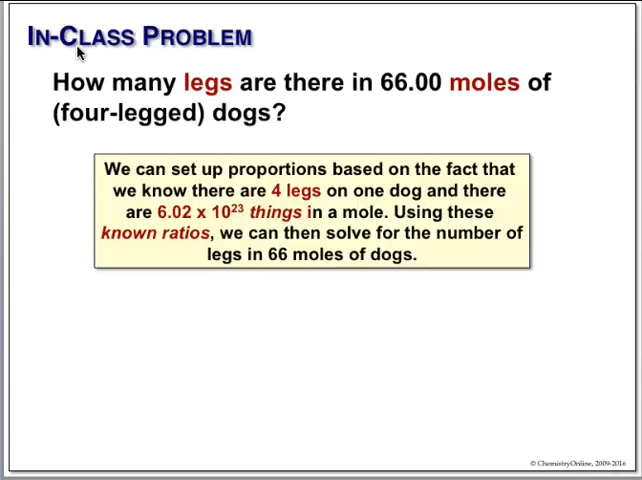 IN-CLASS PROBLEM
How many legs are there in 66.00 moles of
(four-legged) dogs?
We can set up proportions based on the fact that
we know there are 4 legs on one dog and there
are 6.02 x 10²³ things in a mole. Using these
known ratios, we can then solve for the number of
legs in 66 moles of dogs.
© ChemistryOnline, 2009-2016